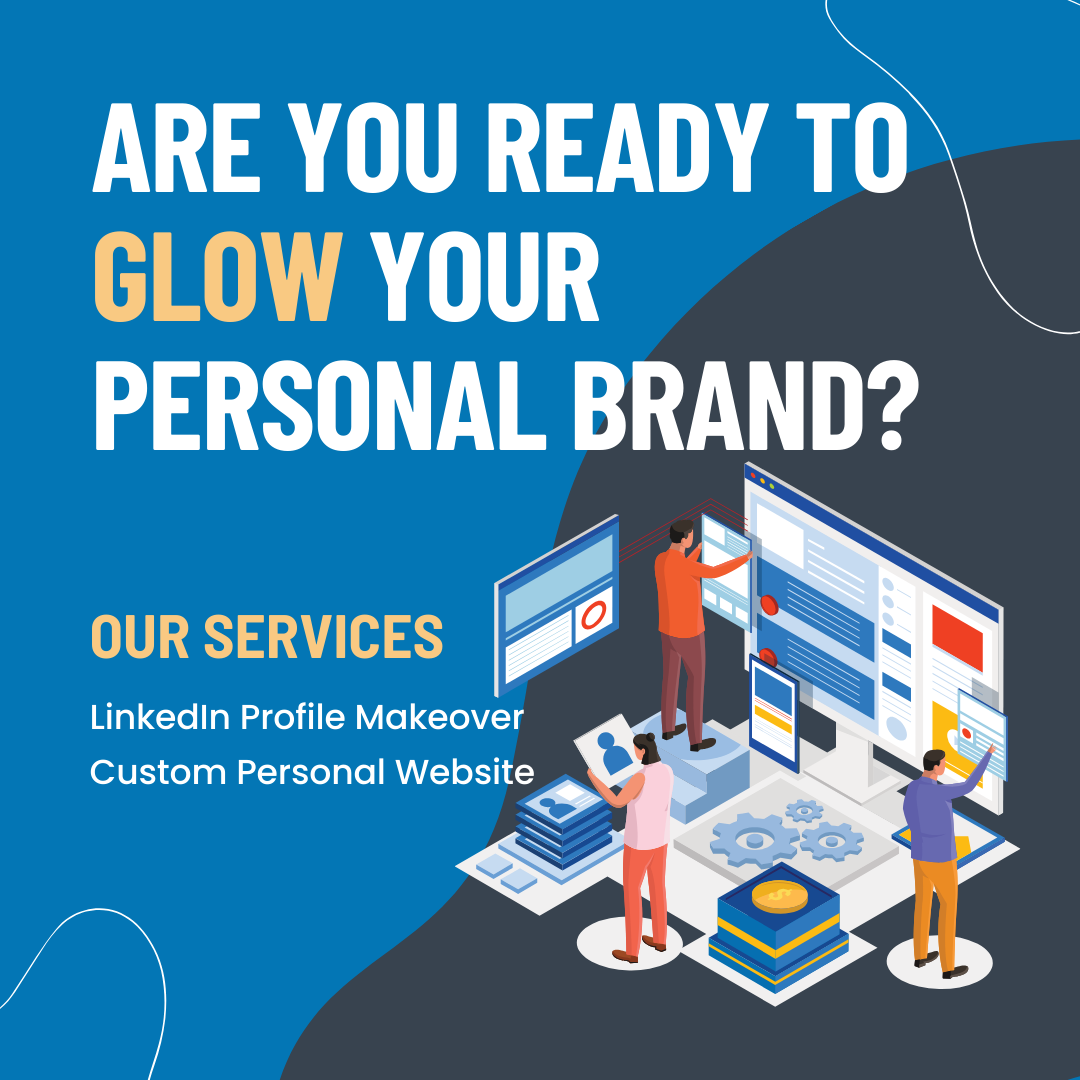 ARE YOU READY TO
GLOW YOUR
PERSONAL BRAND?
OUR SERVICES
LinkedIn Profile Makeover
Custom Personal Website